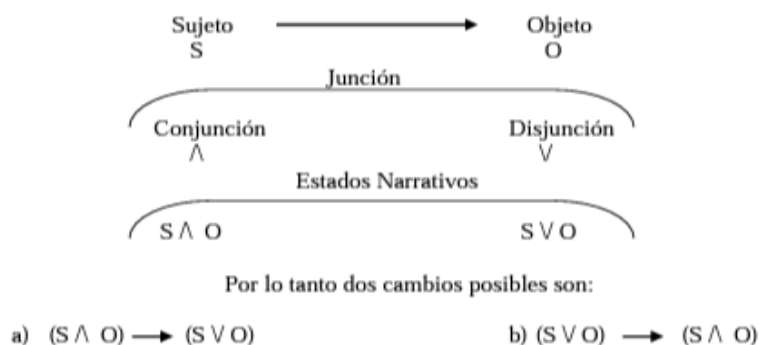 Sujeto Objeto
S O
Junción
Conjunción Disjunción
/\ \/
Estados Narrativos
S /\ O S \/ O
Por lo tanto dos cambios posibles son:
a) (S /\ O) → (S \/ O) b) (S \/ O) → (S /\ O)